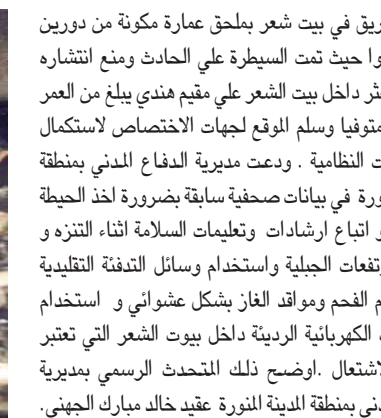 ريق في بيت شعر بملحق عمارة مكونة من دورين
وا حيث تمت السيطرة علي الحادث ومنع انتشاره
ثر داخل بيت الشعر علي مقيم هندي يبلغ من العمر
متوفيا وسلم الموقع لجهات الاختصاص لاستكمال
ت النظامية . ودعت مديرية الدفاع المدني بمنطقة
ورة في بيانات صحفية سابقة بضرورة اخذ الحيطة
و اتباع ارشادات وتعليمات السلامة اثناء التنزه و
تفعات الجبلية واستخدام وسائل التدفئة التقليدية
م الفحم ومواقد الغاز بشكل عشوائي و استخدام
الكهربائية الرديئة داخل بيوت الشعر التي تعتبر
لاشتعال .اوضح ذلك المتحدث الرسمي بمديرية
دني بمنطقة المدينة المنورة عقيد خالد مبارك الجهني.